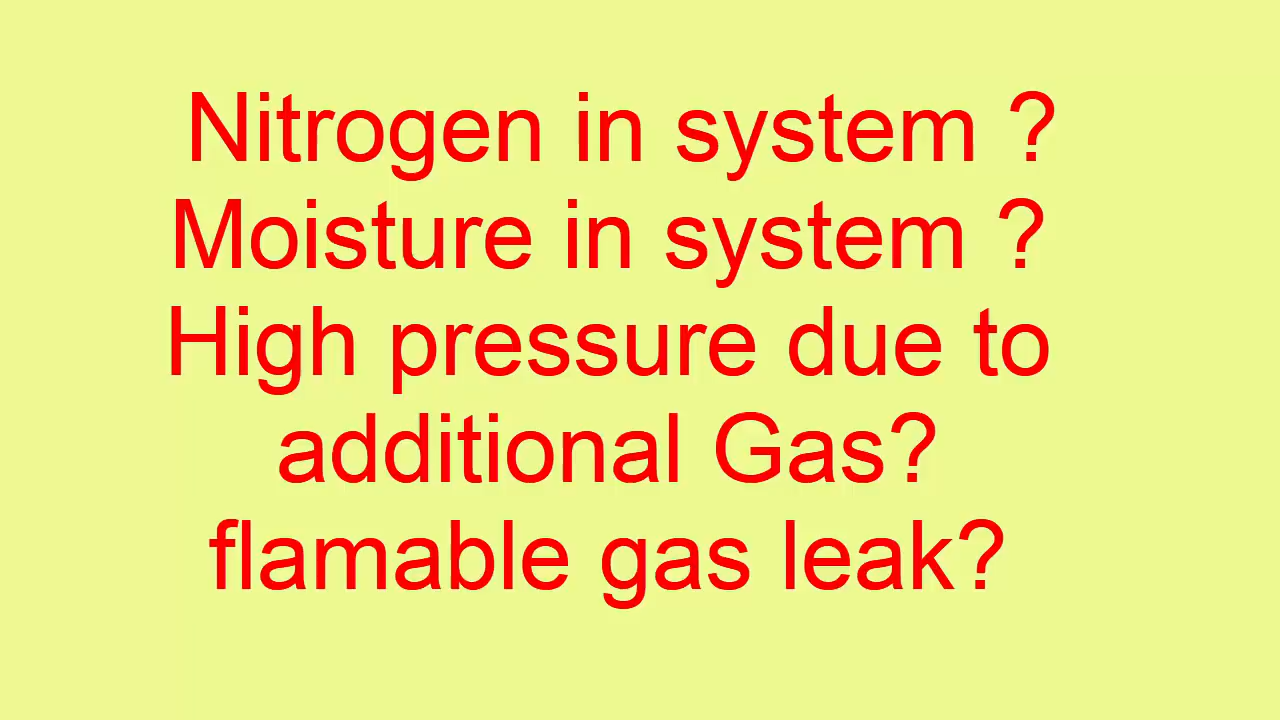 Nitrogen in system ?
Moisture in system ?
High pressure due to
additional Gas?
flamable gas leak?